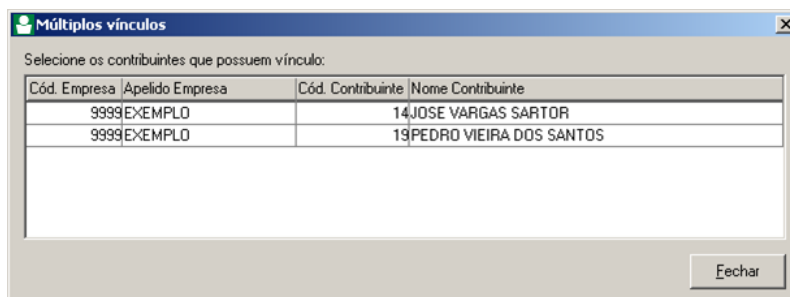 Múltiplos vínculos
Selecione os contribuintes que possuem vínculo:
Cód. Empresa Apelido Empresa Cód. Contribuinte Nome Contribuinte
9999 EXEMPLO 14 JOSE VARGAS SARTOR
9999 EXEMPLO 19 PEDRO VIEIRA DOS SANTOS
Fechar